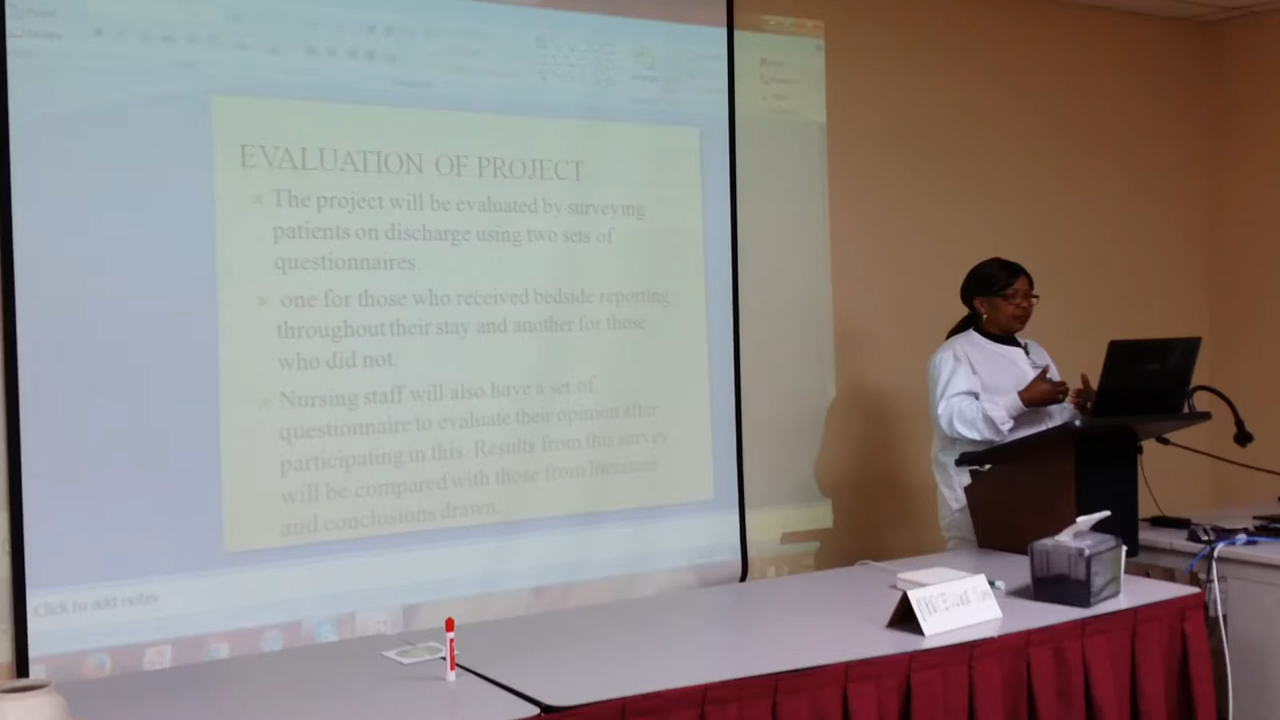 EVALUATION OF PROJECT
The project will be evaluated by surveying
patients on discharge using two sets of
questionnaires.
one for those who received bedside reporting
throughout their stay and another for those
who did not.
Nursing staff will also have a set of
questionnaire to evaluate their opinion after
participating in this. Results from this survey
will be compared with those from literature
and conclusions drawn.
Click to add notes